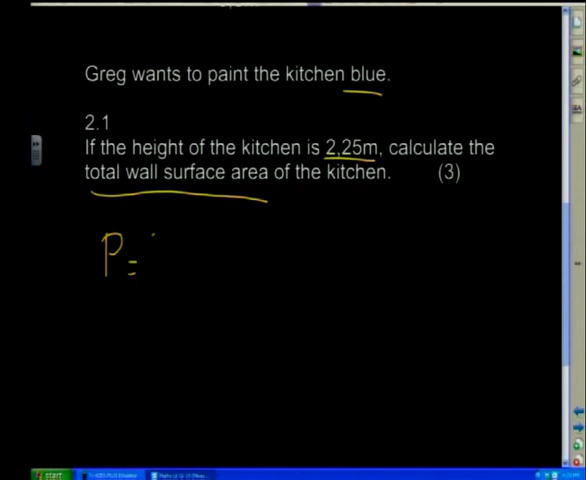 Greg wants to paint the kitchen blue.
2.1
If the height of the kitchen is 2,25m, calculate the
total wall surface area of the kitchen. (3)
P=
start